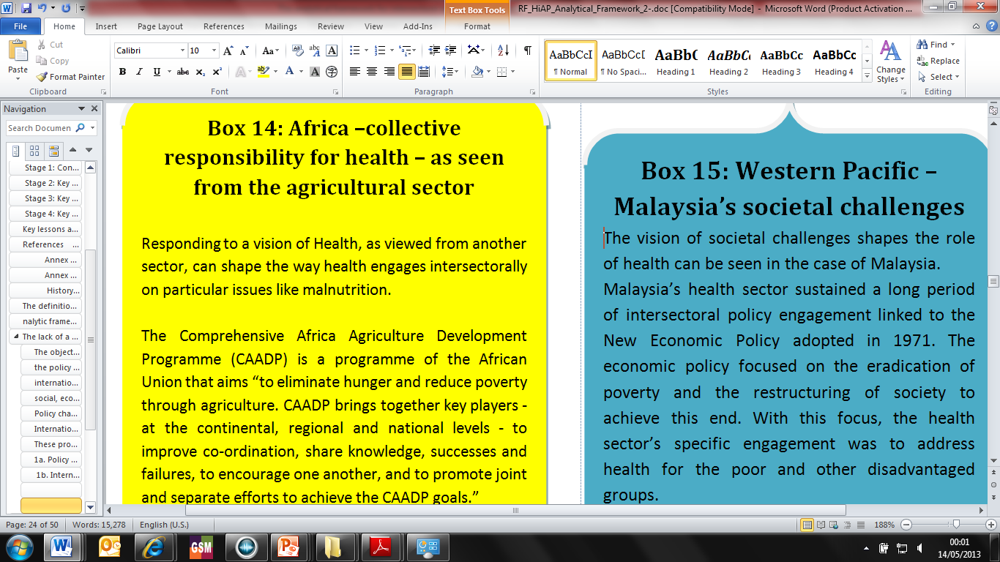 RF_HiAP_Analytical_Framework_2-.doc [Compatibility Mode] - Microsoft Word (Product Activation ...
Text Box Tools
File Home Insert Page Layout References Mailings Review View Add-Ins Format
Paste
Cut
Copy
Format Painter
Clipboard
Calibri 10
Font
Paragraph
AaBbCcI AaBbCcI AaBbC AaBbCc AaBbCc AaBbCc
¶ Normal ¶ No Spaci... Heading 1 Heading 2 Heading 3 Heading 4
Change Styles
Styles
Find
Replace
Select
Editing
Navigation
Search Documen
Stage 1: Con...
Stage 2: Key ...
Stage 3: Key ...
Stage 4: Key ...
Key lessons a...
References
Annex ...
Annex ...
History...
The definitio...
nalytic frame...
The lack of a ...
The object...
the policy ...
internatio...
social, eco...
Policy cha...
Internatio...
These pro...
1a. Policy ...
1b. Intern...
Box 14: Africa –collective
responsibility for health – as seen
from the agricultural sector
Responding to a vision of Health, as viewed from another
sector, can shape the way health engages intersectorally
on particular issues like malnutrition.
The Comprehensive Africa Agriculture Development
Programme (CAADP) is a programme of the African
Union that aims “to eliminate hunger and reduce poverty
through agriculture. CAADP brings together key players -
at the continental, regional and national levels - to
improve co-ordination, share knowledge, successes and
failures, to encourage one another, and to promote joint
and separate efforts to achieve the CAADP goals.”
Box 15: Western Pacific –
Malaysia’s societal challenges
The vision of societal challenges shapes the role
of health can be seen in the case of Malaysia.
Malaysia’s health sector sustained a long period
of intersectoral policy engagement linked to the
New Economic Policy adopted in 1971. The
economic policy focused on the eradication of
poverty and the restructuring of society to
achieve this end. With this focus, the health
sector’s specific engagement was to address
health for the poor and other disadvantaged
groups.
Page: 24 of 50 Words: 15,278 English (U.S.) 188%
GSM
00:01
14/05/2013